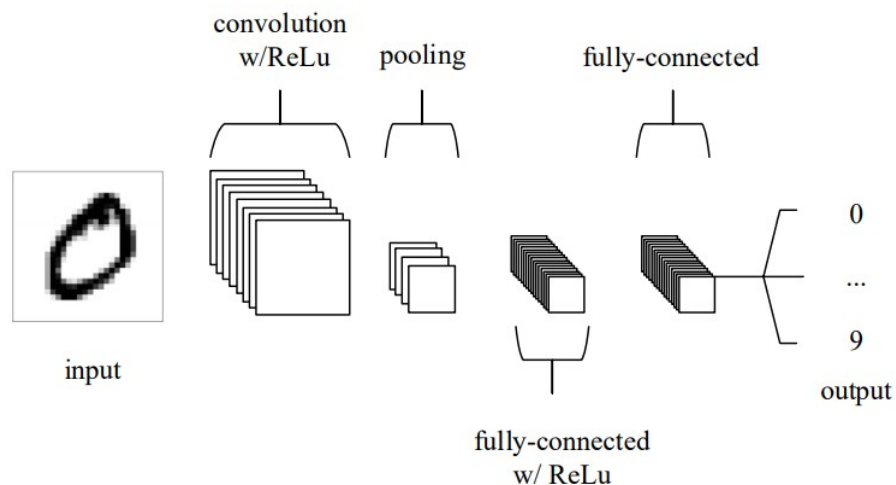 convolution
w/ReLu
pooling
fully-connected
0
...
9
input
output
fully-connected
w/ ReLu